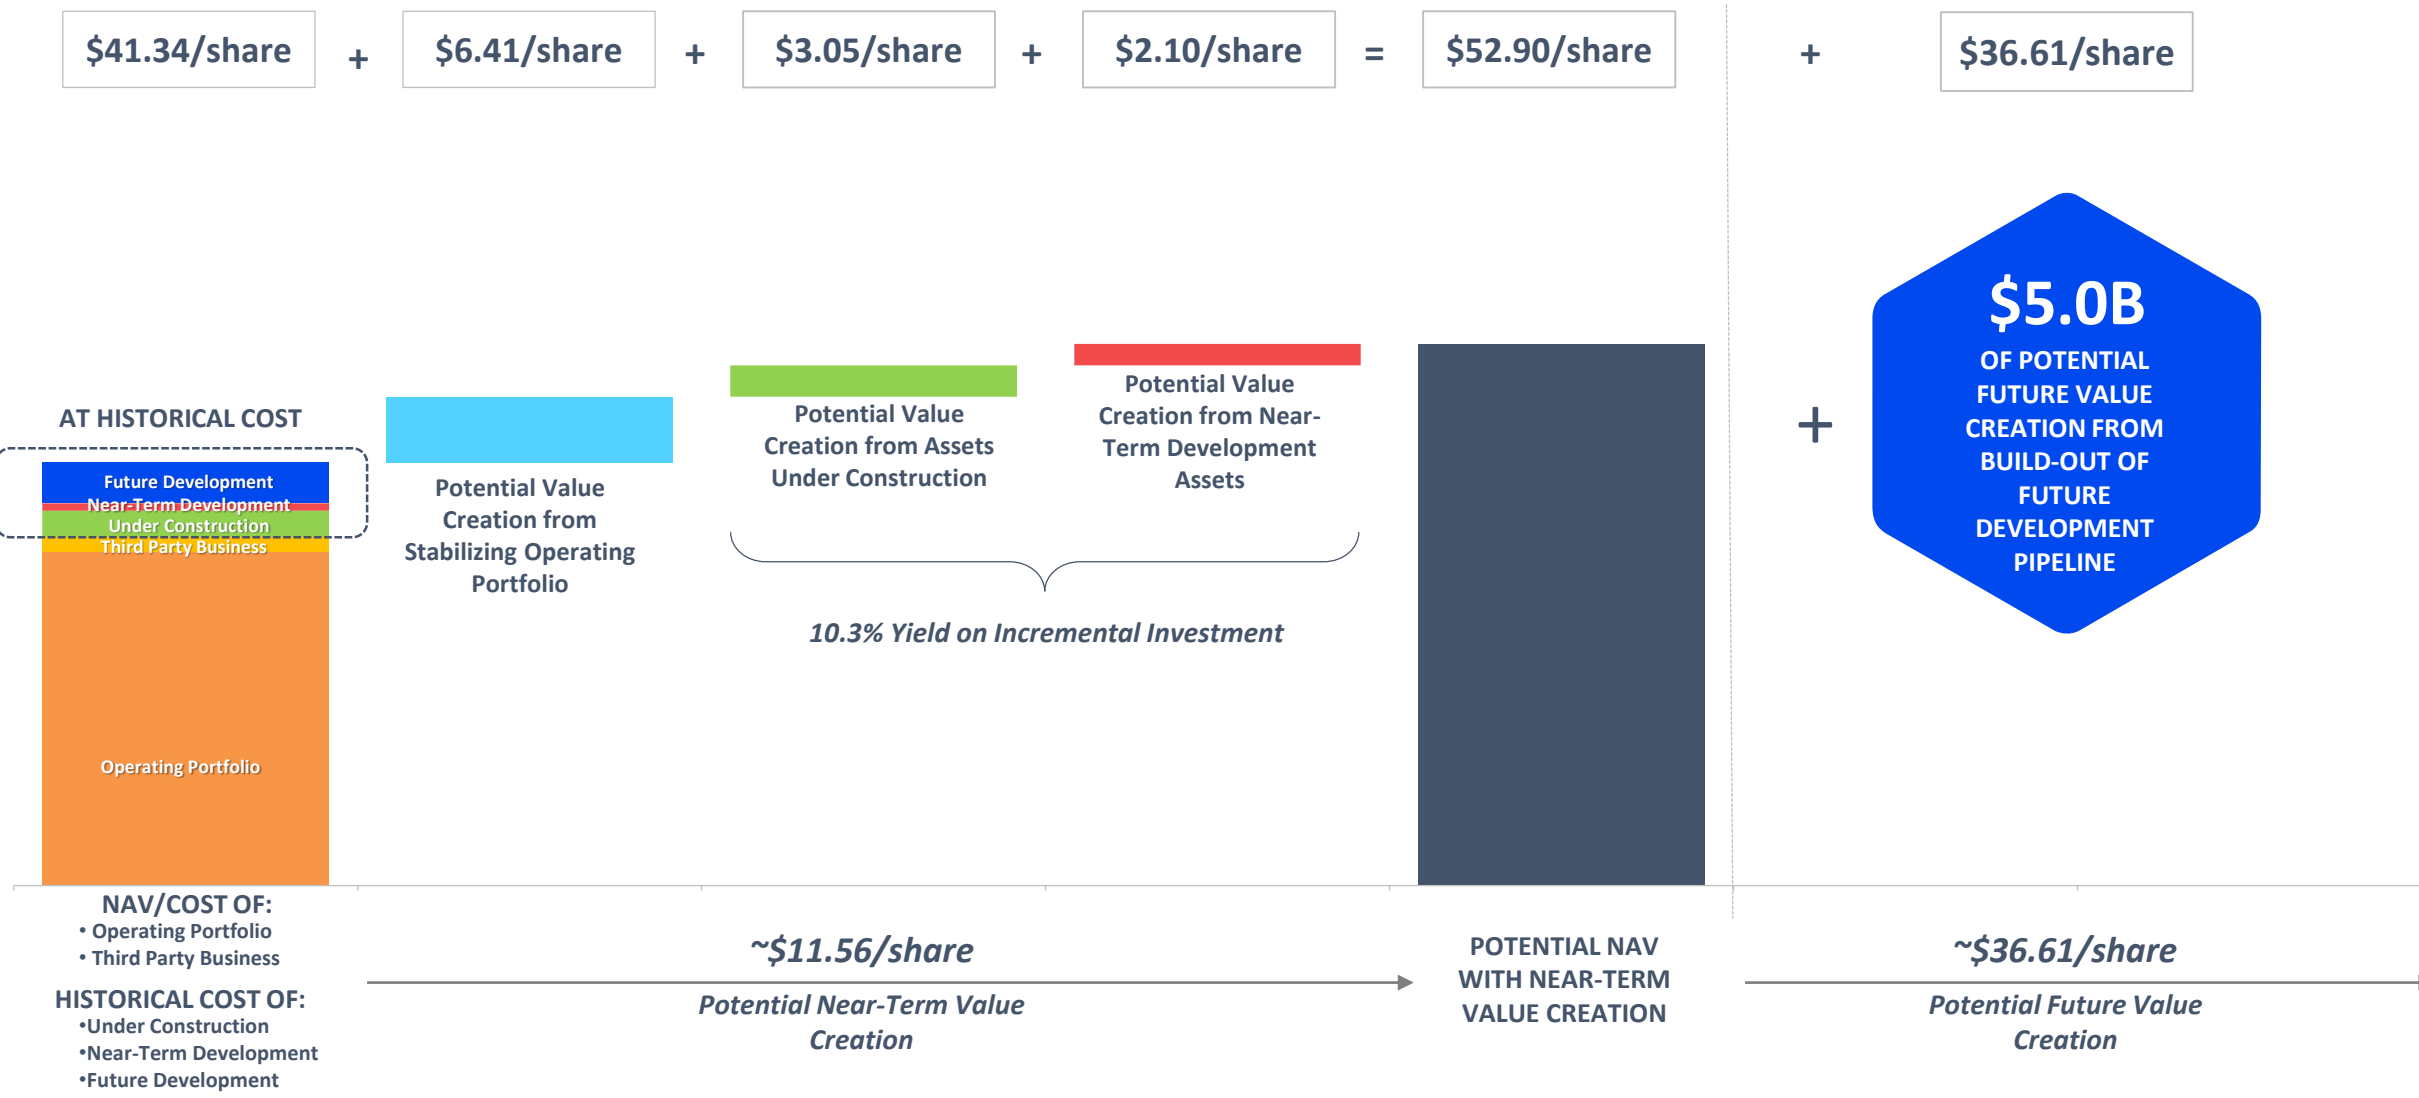 $41.34/share + $6.41/share + $3.05/share + $2.10/share = $52.90/share + $36.61/share
AT HISTORICAL COST
Future Development
Near-Term Development
Under Construction
Third Party Business
Operating Portfolio
Potential Value
Creation from
Stabilizing Operating
Portfolio
Potential Value
Creation from Assets
Under Construction
Potential Value
Creation from Near-
Term Development
Assets
10.3% Yield on Incremental Investment
+
$5.0B
OF POTENTIAL
FUTURE VALUE
CREATION FROM
BUILD-OUT OF
FUTURE
DEVELOPMENT
PIPELINE
NAV/COST OF:
• Operating Portfolio
• Third Party Business
HISTORICAL COST OF:
•Under Construction
•Near-Term Development
•Future Development
~$11.56/share
Potential Near-Term Value
Creation
POTENTIAL NAV
WITH NEAR-TERM
VALUE CREATION
~$36.61/share
Potential Future Value
Creation